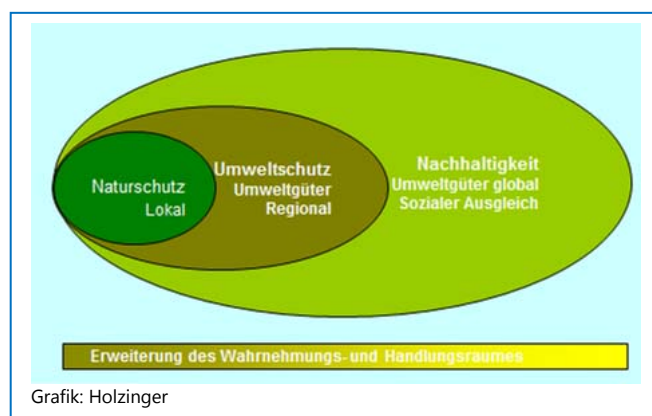 Naturschutz
Lokal
Umweltschutz
Umweltgüter
Regional
Nachhaltigkeit
Umweltgüter global
Sozialer Ausgleich
Erweiterung des Wahrnehmungs- und Handlungsraumes
Grafik: Holzinger